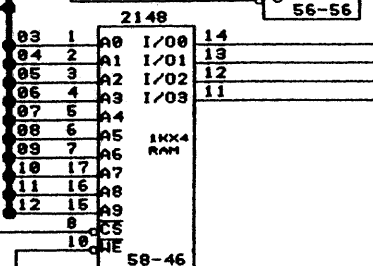 56-56
2148
03 1 A0 I/O0 14
04 2 A1 I/O1 13
05 3 A2 I/O2 12
06 4 A3 I/O3 11
07 5 A4
08 6 A5
09 7 A6
10 17 A7
11 16 A8
12 15 A9
1KX4
RAM
8 CS
10 WE
58-46